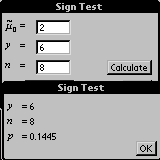 Sign Test
μ̃₀ = 2
y = 6
n = 8
Calculate
Sign Test
y = 6
n = 8
p = 0.1445
OK